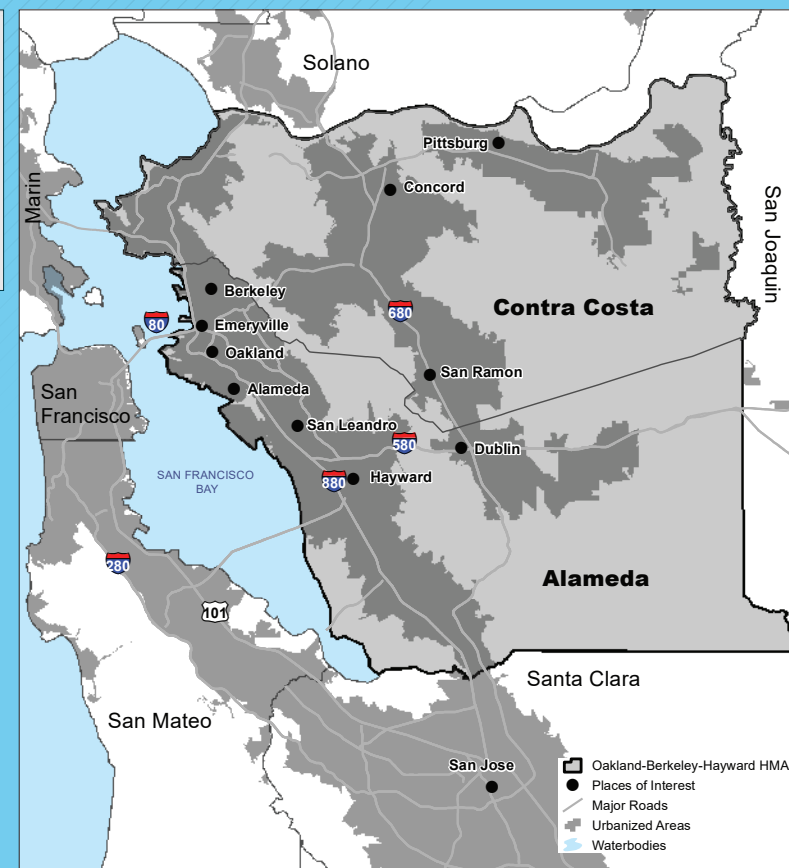 Solano
Pittsburg
Concord
Marin
San Joaquin
Berkeley
Contra Costa
680
80
Emeryville
Oakland
San Ramon
San
Francisco
Alameda
San Leandro
580
Dublin
SAN FRANCISCO
BAY
880
Hayward
280
Alameda
101
Santa Clara
San Mateo
San Jose
Oakland-Berkeley-Hayward HMA
Places of Interest
Major Roads
Urbanized Areas
Waterbodies